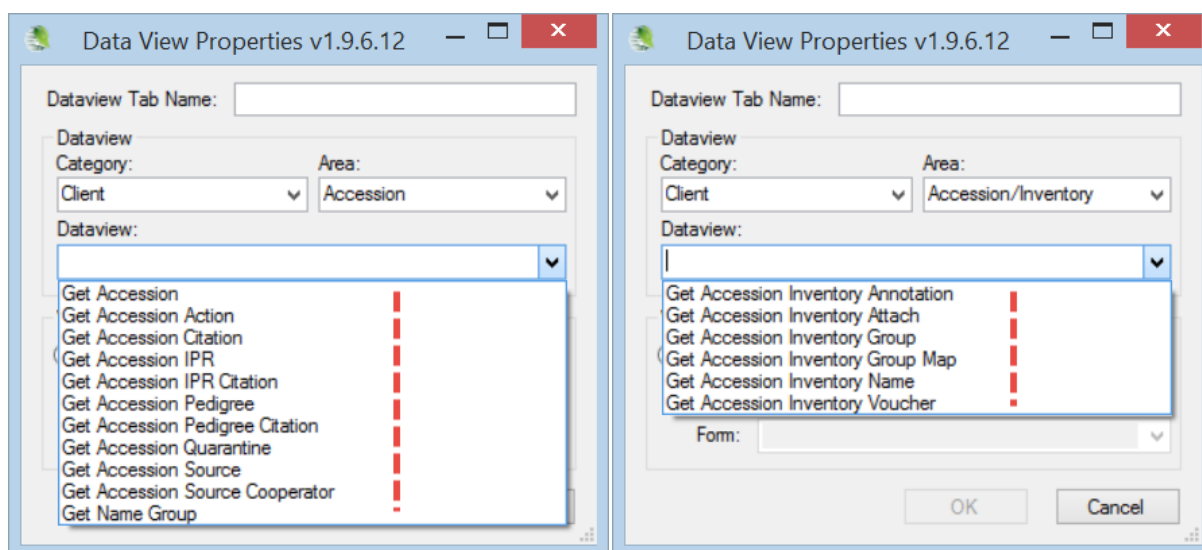 Data View Properties v1.9.6.12
Dataview Tab Name:
Dataview
Category:
Area:
Client
Accession
Dataview:
Get Accession
Get Accession Action
Get Accession Citation
Get Accession IPR
Get Accession IPR Citation
Get Accession Pedigree
Get Accession Pedigree Citation
Get Accession Quarantine
Get Accession Source
Get Accession Source Cooperator
Get Name Group
Data View Properties v1.9.6.12
Dataview Tab Name:
Dataview
Category:
Area:
Client
Accession/Inventory
Dataview:
Get Accession Inventory Annotation
Get Accession Inventory Attach
Get Accession Inventory Group
Get Accession Inventory Group Map
Get Accession Inventory Name
Get Accession Inventory Voucher
Form:
OK
Cancel